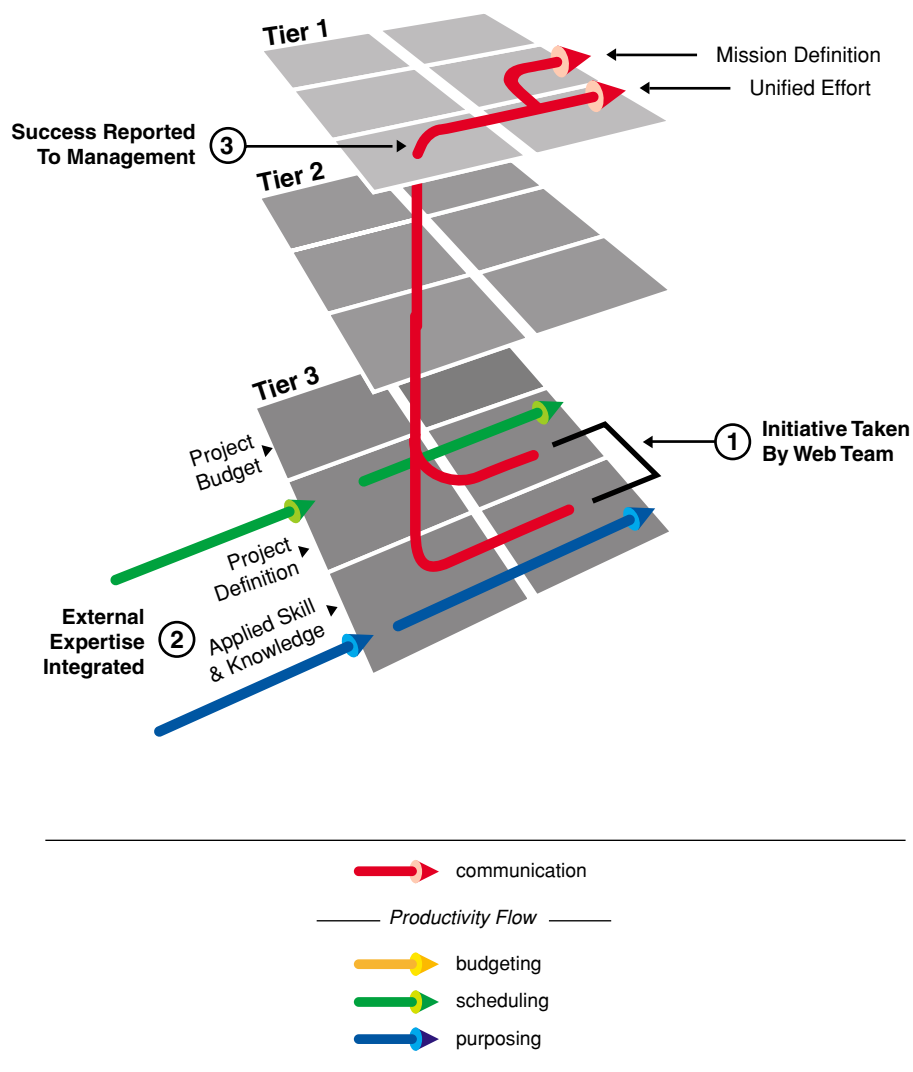 Tier 1
Mission Definition
Unified Effort
Success Reported
To Management
3
Tier 2
Tier 3
Project
Budget
1
Initiative Taken
By Web Team
Project
Definition
External
Expertise
Integrated
2
Applied Skill
& Knowledge
communication
Productivity Flow
budgeting
scheduling
purposing